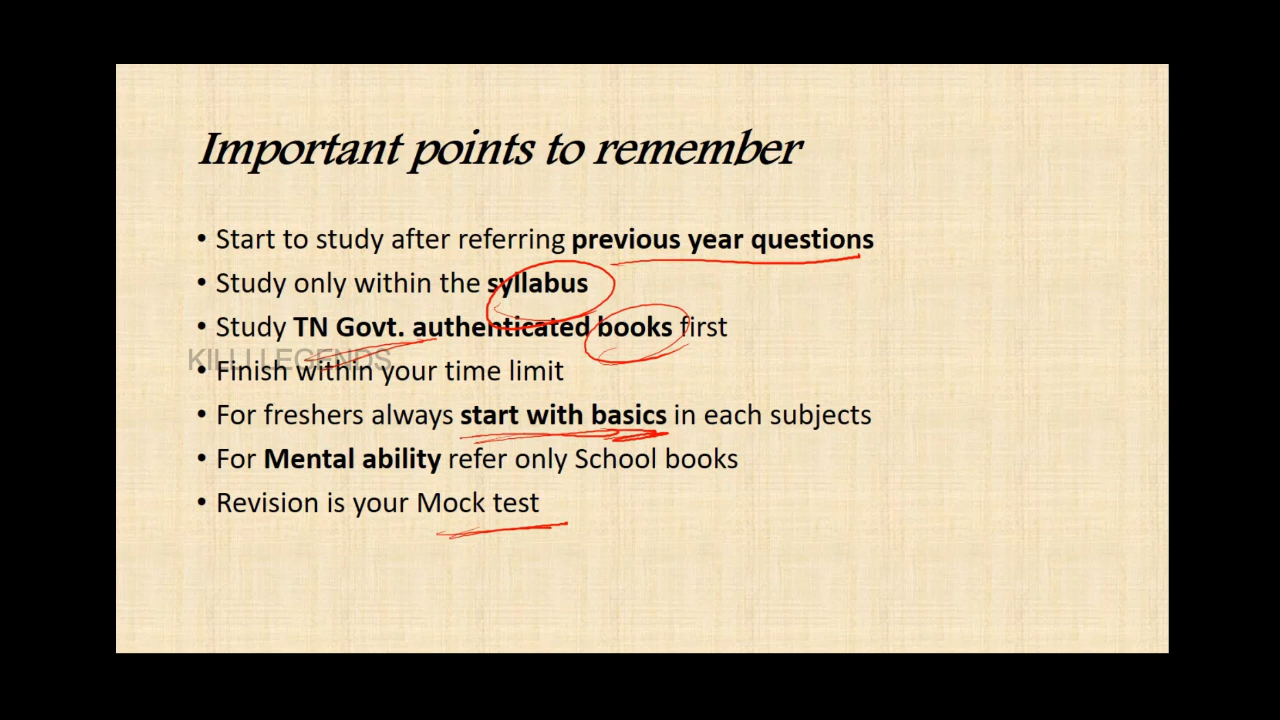 Important points to remember
• Start to study after referring previous year questions
• Study only within the syllabus
• Study TN Govt. authenticated books first
KILLI LEGENDS
• Finish within your time limit
• For freshers always start with basics in each subjects
• For Mental ability refer only School books
• Revision is your Mock test